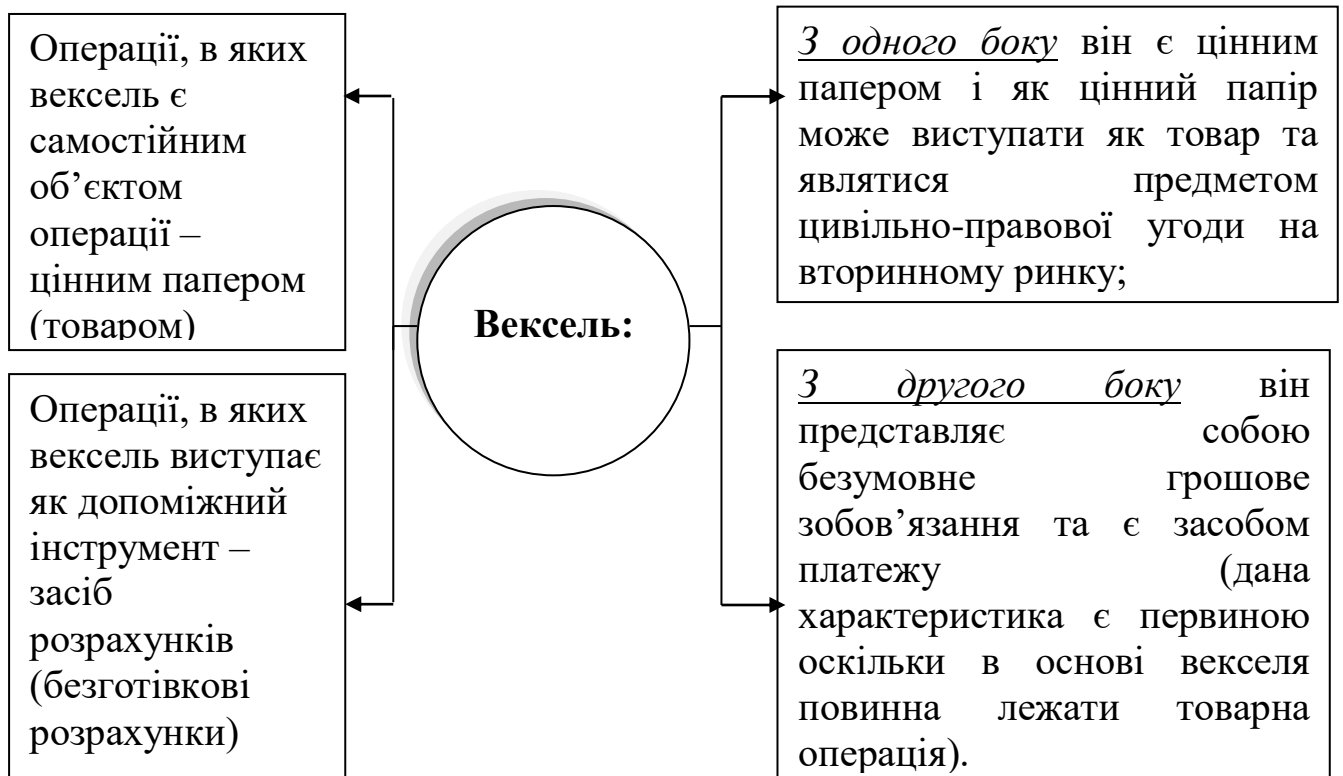 Операції, в яких
вексель є
самостійним
об’єктом
операції –
цінним папером
(товаром)
Операції, в яких
вексель виступає
як допоміжний
інструмент –
засіб
розрахунків
(безготівкові
розрахунки)
Вексель:
З одного боку він є цінним
папером і як цінний папір
може виступати як товар та
являтися предметом
цивільно-правової угоди на
вторинному ринку;
З другого боку він
представляє собою
безумовне грошове
зобов’язання та є засобом
платежу (дана
характеристика є первиною
оскільки в основі векселя
повинна лежати товарна
операція).